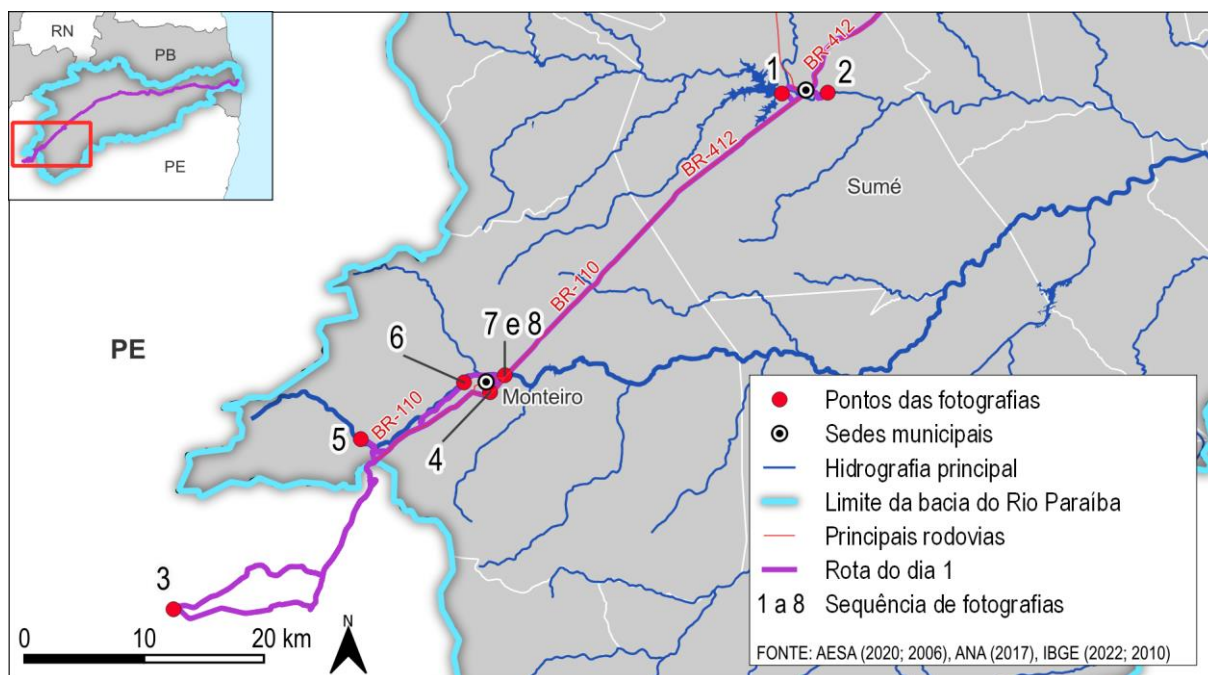 RN
PB
PE
1
2
BR-412
BR-412
Sumé
BR-110
PE
6
7 e 8
Monteiro
BR-110
5
4
3
N
0 10 20 km
Pontos das fotografias
Sedes municipais
Hidrografia principal
Limite da bacia do Rio Paraíba
Principais rodovias
Rota do dia 1
1 a 8 Sequência de fotografias
FONTE: AESA (2020; 2006), ANA (2017), IBGE (2022; 2010)